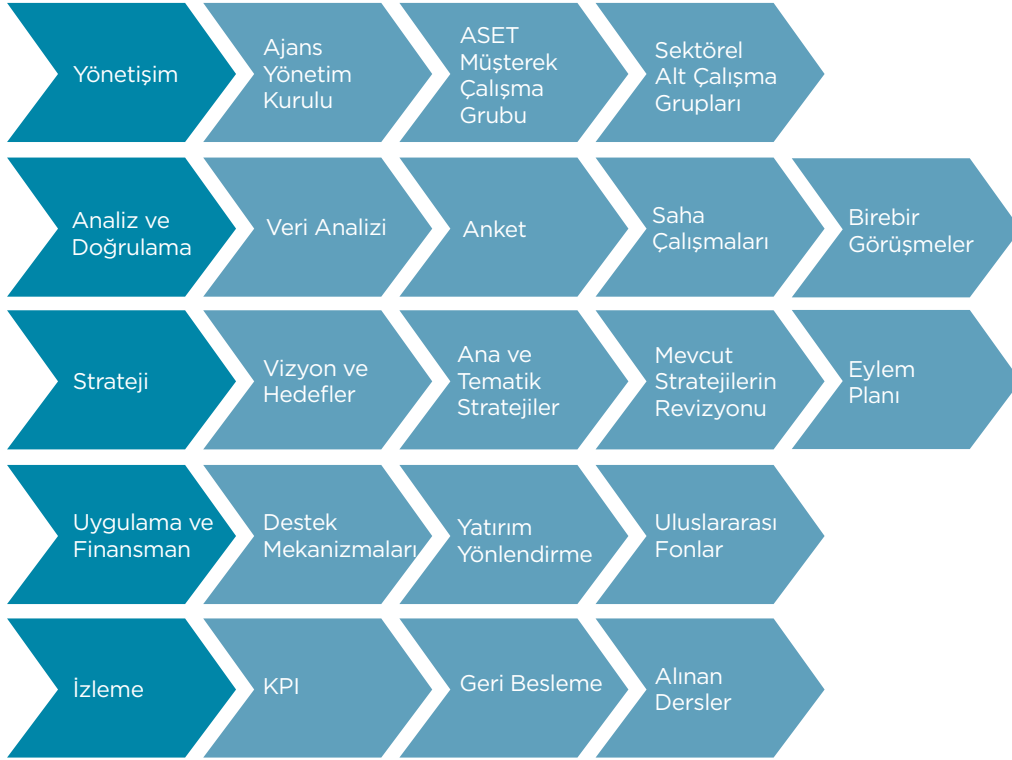 Yönetişim
Ajans
Yönetim
Kurulu
ASET
Müşterek
Çalışma
Grubu
Sektörel
Alt Çalışma
Grupları
Analiz ve
Doğrulama
Veri Analizi
Anket
Saha
Çalışmaları
Birebir
Görüşmeler
Strateji
Vizyon ve
Hedefler
Ana ve
Tematik
Stratejiler
Mevcut
Stratejilerin
Revizyonu
Eylem
Planı
Uygulama ve
Finansman
Destek
Mekanizmaları
Yatırım
Yönlendirme
Uluslararası
Fonlar
İzleme
KPI
Geri Besleme
Alınan
Dersler